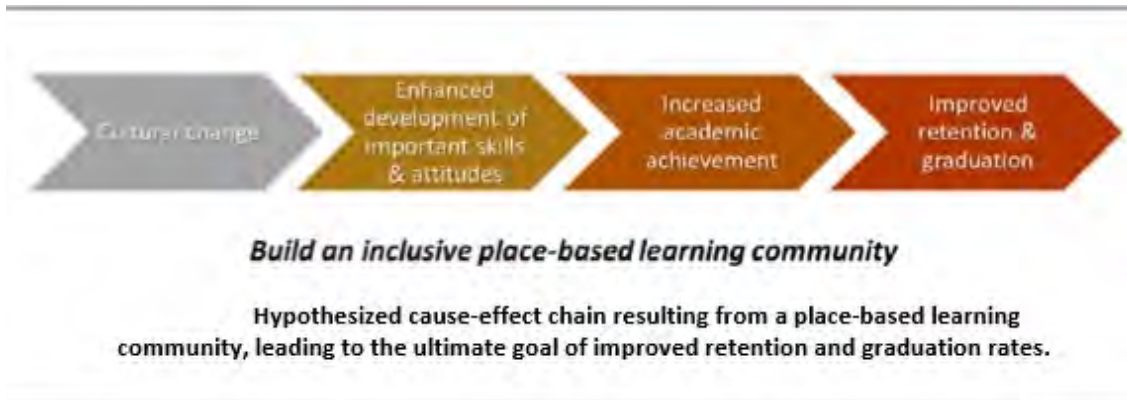 Cultural change
Enhanced
development of
important skills
& attitudes
Increased
academic
achievement
Improved
retention &
graduation
Build an inclusive place-based learning community
Hypothesized cause-effect chain resulting from a place-based learning
community, leading to the ultimate goal of improved retention and graduation rates.